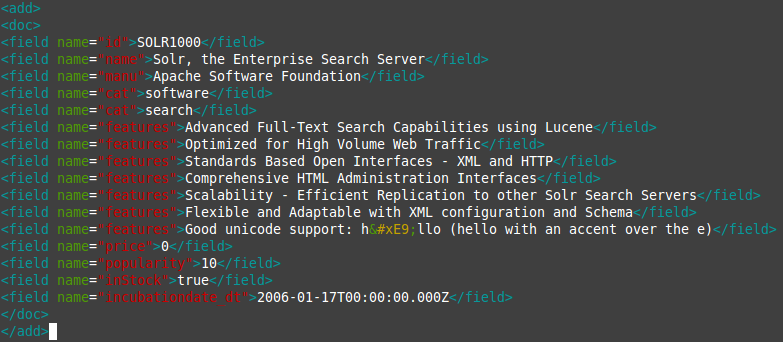 <add>
<doc>
<field name="id">SOLR1000</field>
<field name="name">Solr, the Enterprise Search Server</field>
<field name="manu">Apache Software Foundation</field>
<field name="cat">software</field>
<field name="cat">search</field>
<field name="features">Advanced Full-Text Search Capabilities using Lucene</field>
<field name="features">Optimized for High Volume Web Traffic</field>
<field name="features">Standards Based Open Interfaces - XML and HTTP</field>
<field name="features">Comprehensive HTML Administration Interfaces</field>
<field name="features">Scalability - Efficient Replication to other Solr Search Servers</field>
<field name="features">Flexible and Adaptable with XML configuration and Schema</field>
<field name="features">Good unicode support: h&#xE9;llo (hello with an accent over the e)</field>
<field name="price">0</field>
<field name="popularity">10</field>
<field name="inStock">true</field>
<field name="incubationdate_dt">2006-01-17T00:00:00.000Z</field>
</doc>
</add>